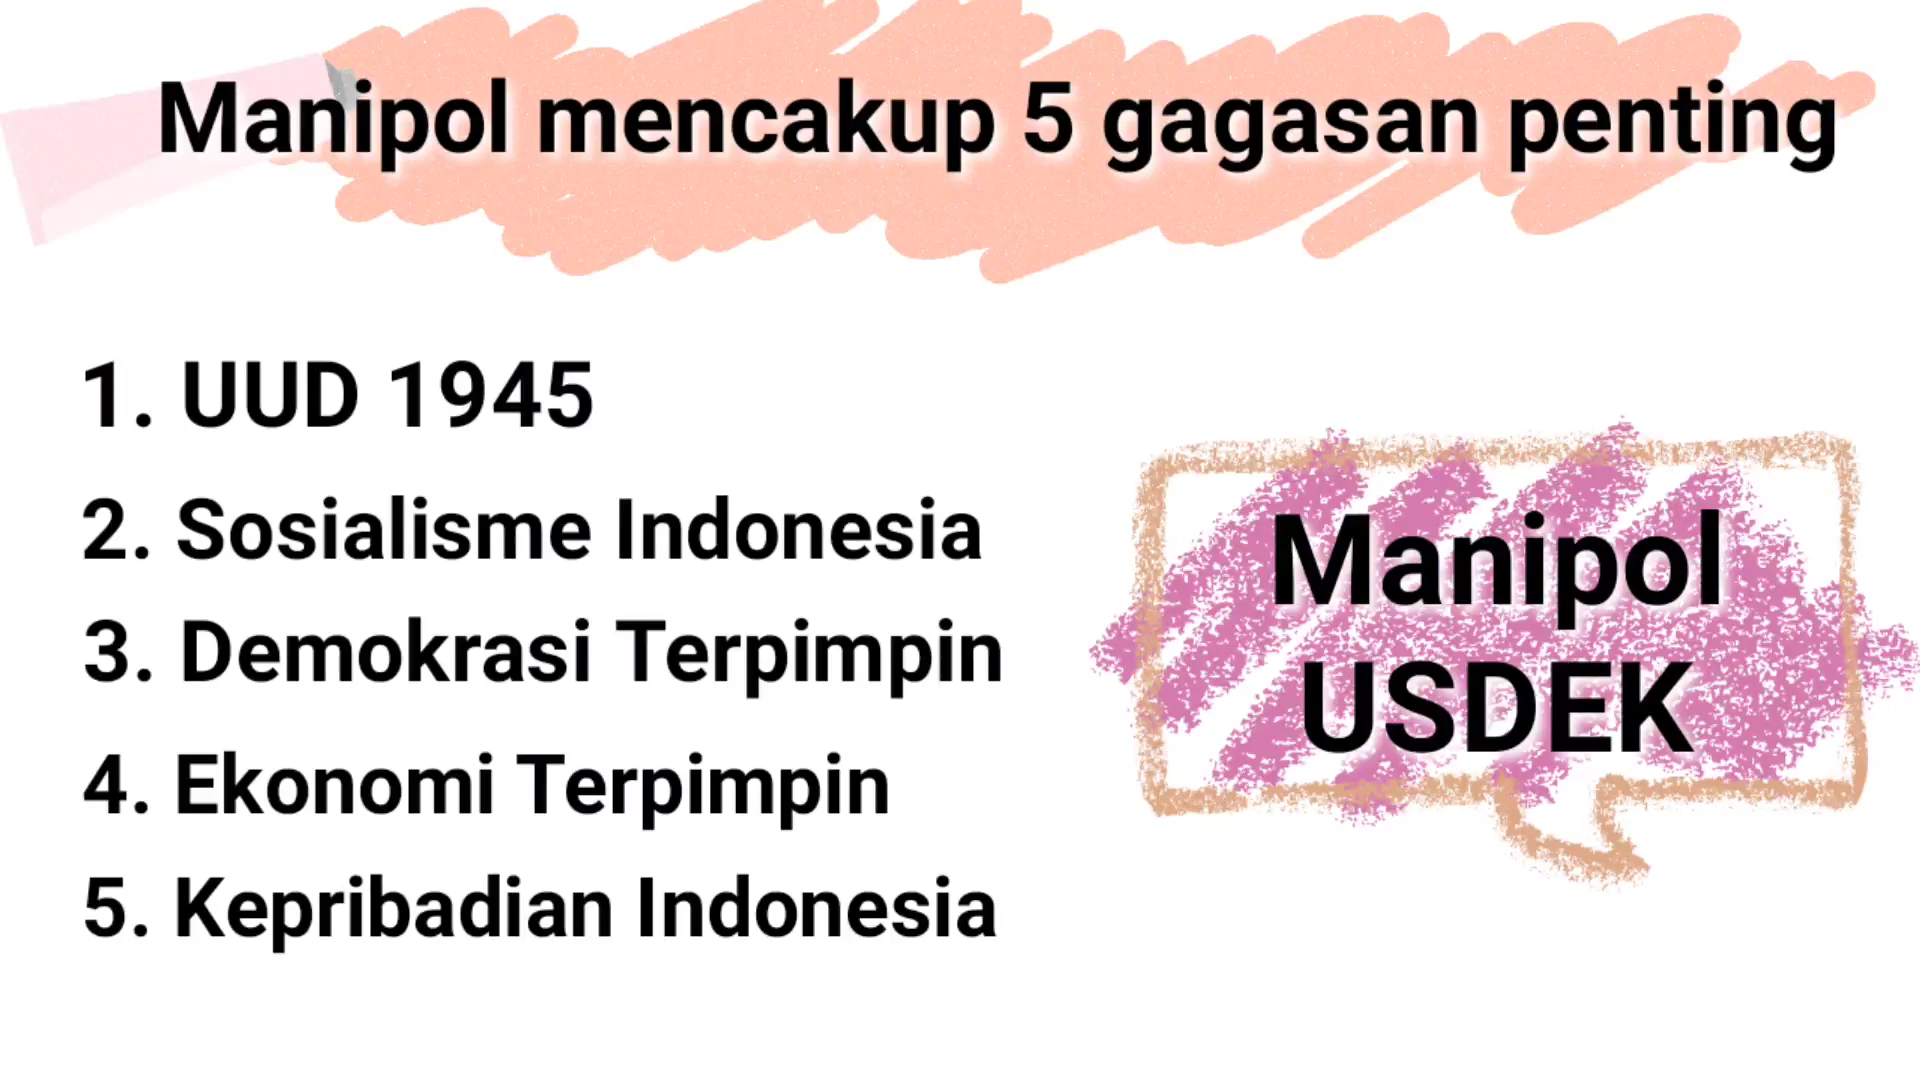 Manipol mencakup 5 gagasan penting
1. UUD 1945
2. Sosialisme Indonesia
3. Demokrasi Terpimpin
4. Ekonomi Terpimpin
5. Kepribadian Indonesia
Manipol
USDEK